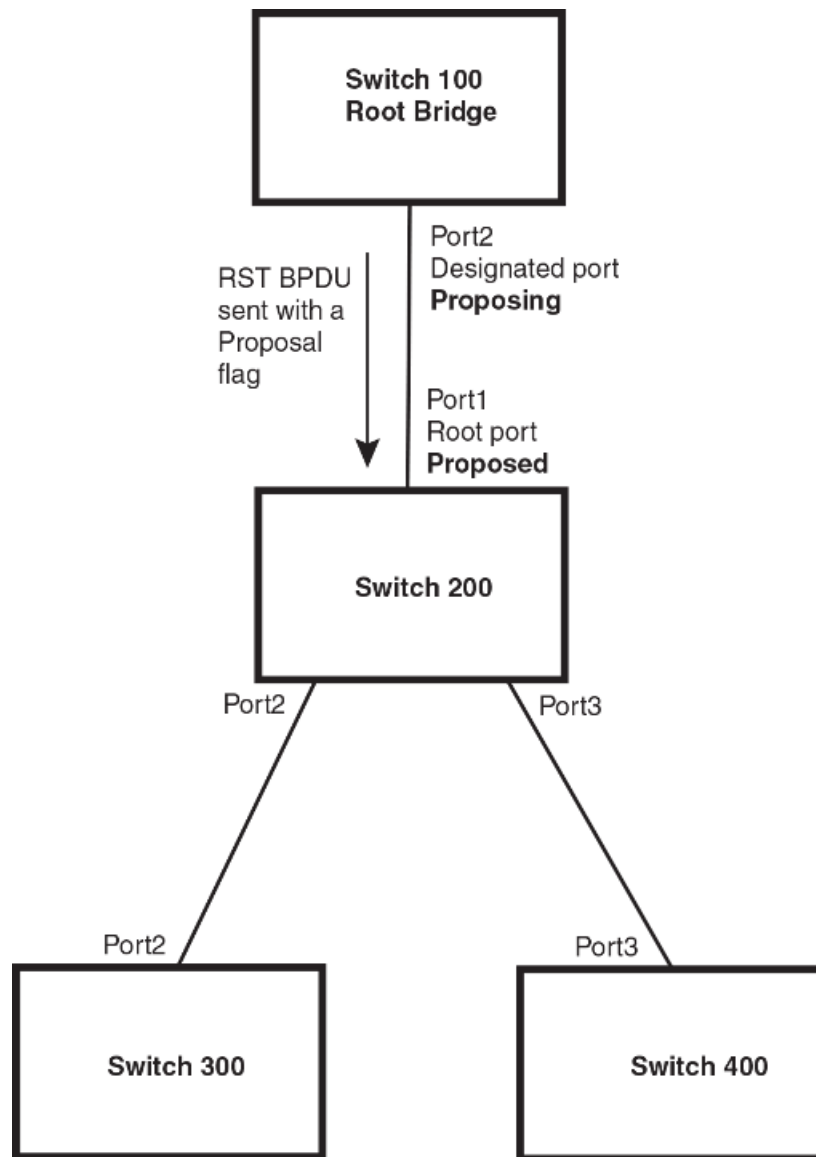 Switch 100
Root Bridge
Port2
Designated port
Proposing
RST BPDU
sent with a
Proposal
flag
Port1
Root port
Proposed
Switch 200
Port2
Port3
Port2
Port3
Switch 300
Switch 400